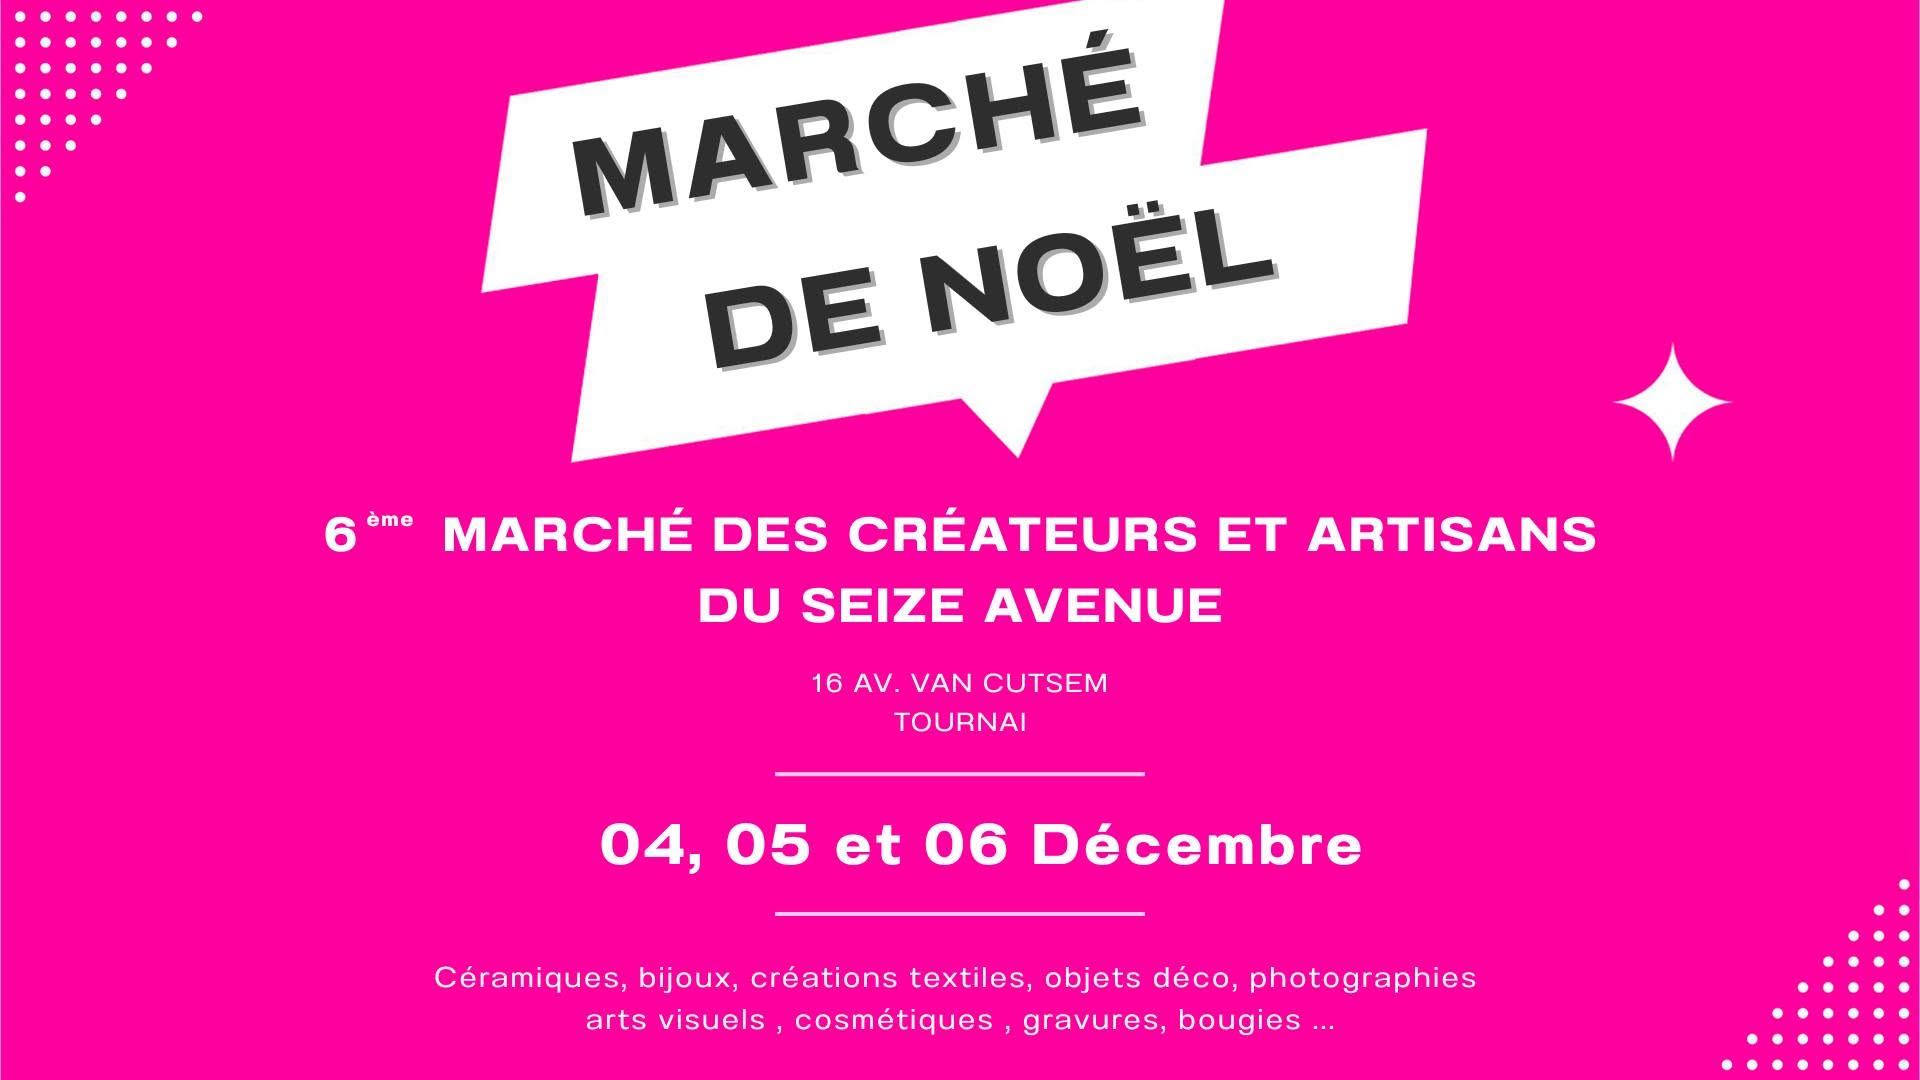 MARCHÉ
DE NOËL
6ème MARCHÉ DES CRÉATEURS ET ARTISANS
DU SEIZE AVENUE
16 AV. VAN CUTSEM
TOURNAI
04, 05 et 06 Décembre
Céramiques, bijoux, créations textiles, objets déco, photographies
arts visuels , cosmétiques , gravures, bougies ...